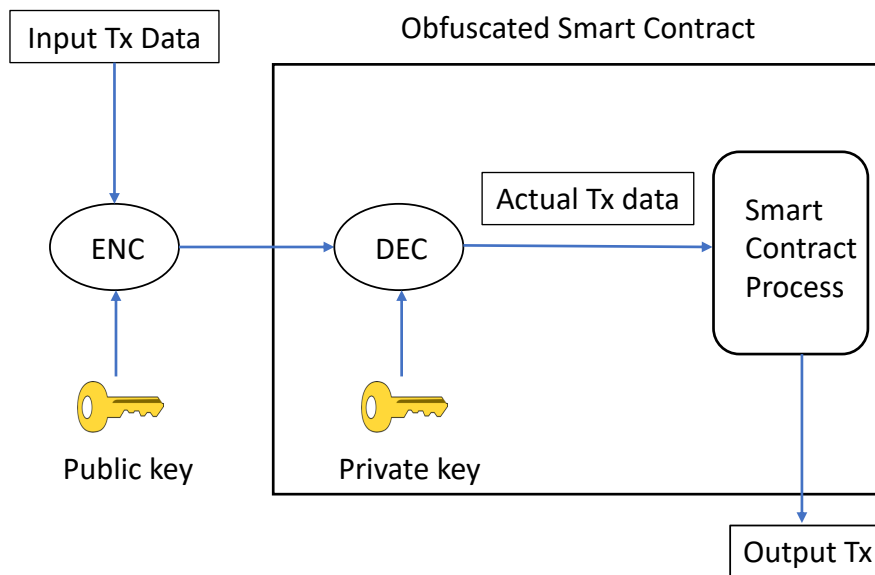 Input Tx Data
Obfuscated Smart Contract
Actual Tx data
ENC
DEC
Smart
Contract
Process
Public key
Private key
Output Tx